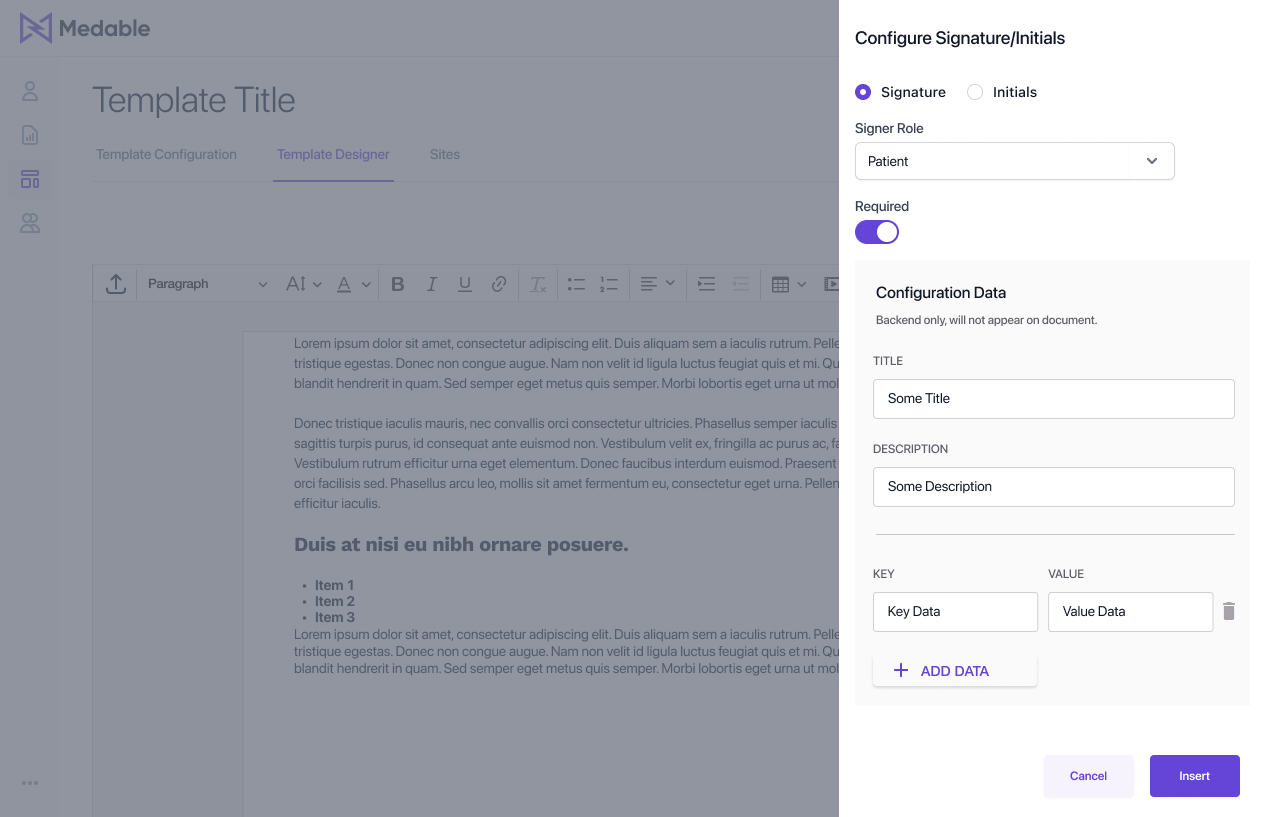 Medable
Template Title
Template Configuration
Template Designer
Sites
Paragraph
A
A
B
I
U
Lorem ipsum dolor sit amet, consectetur adipiscing elit. Duis aliquam sem a iaculis rutrum. Pelle
tristique egestas. Donec non congue augue. Nam non velit id ligula luctus feugiat quis et mi. Qu
blandit hendrerit in quam. Sed semper eget metus quis semper. Morbi lobortis eget urna ut mol
Donec tristique iaculis mauris, nec convallis orci consectetur ultricies. Phasellus semper iaculis
sagittis turpis purus, id consequat ante euismod non. Vestibulum velit ex, fringilla ac purus ac, fa
Vestibulum rutrum efficitur urna eget elementum. Donec faucibus interdum euismod. Praesent
orci facilisis sed. Phasellus arcu leo, mollis sit amet fermentum eu, consectetur eget urna. Pellen
efficitur iaculis.
Duis at nisi eu nibh ornare posuere.
• Item 1
• Item 2
• Item 3
Lorem ipsum dolor sit amet, consectetur adipiscing elit. Duis aliquam sem a iaculis rutrum. Pelle
tristique egestas. Donec non congue augue. Nam non velit id ligula luctus feugiat quis et mi. Qu
blandit hendrerit in quam. Sed semper eget metus quis semper. Morbi lobortis eget urna ut mol
Configure Signature/Initials
Signature
Initials
Signer Role
Patient
Required
Configuration Data
Backend only, will not appear on document.
TITLE
Some Title
DESCRIPTION
Some Description
KEY
VALUE
Key Data
Value Data
+ ADD DATA
Cancel
Insert